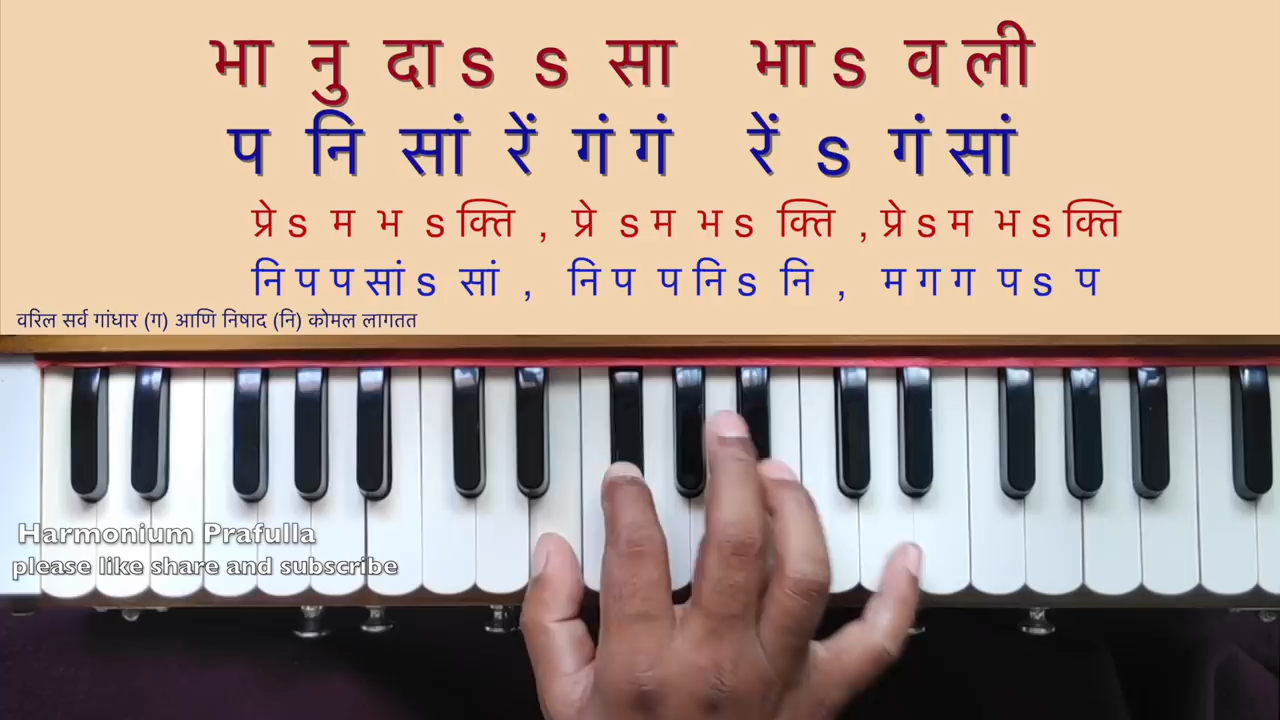 भा नु दा s s सा भा s व ली
प नि सां रें गं गं रें s गं सां
प्रे s म भ s क्ति , प्रे s म भ s क्ति , प्रे s म भ s क्ति
नि प प सां s सां , नि प प नि s नि , म ग ग प s प
वरिल सर्व गांधार (ग) आणि निषाद (नि) कोमल लागतत
Harmonium Prafulla
please like share and subscribe